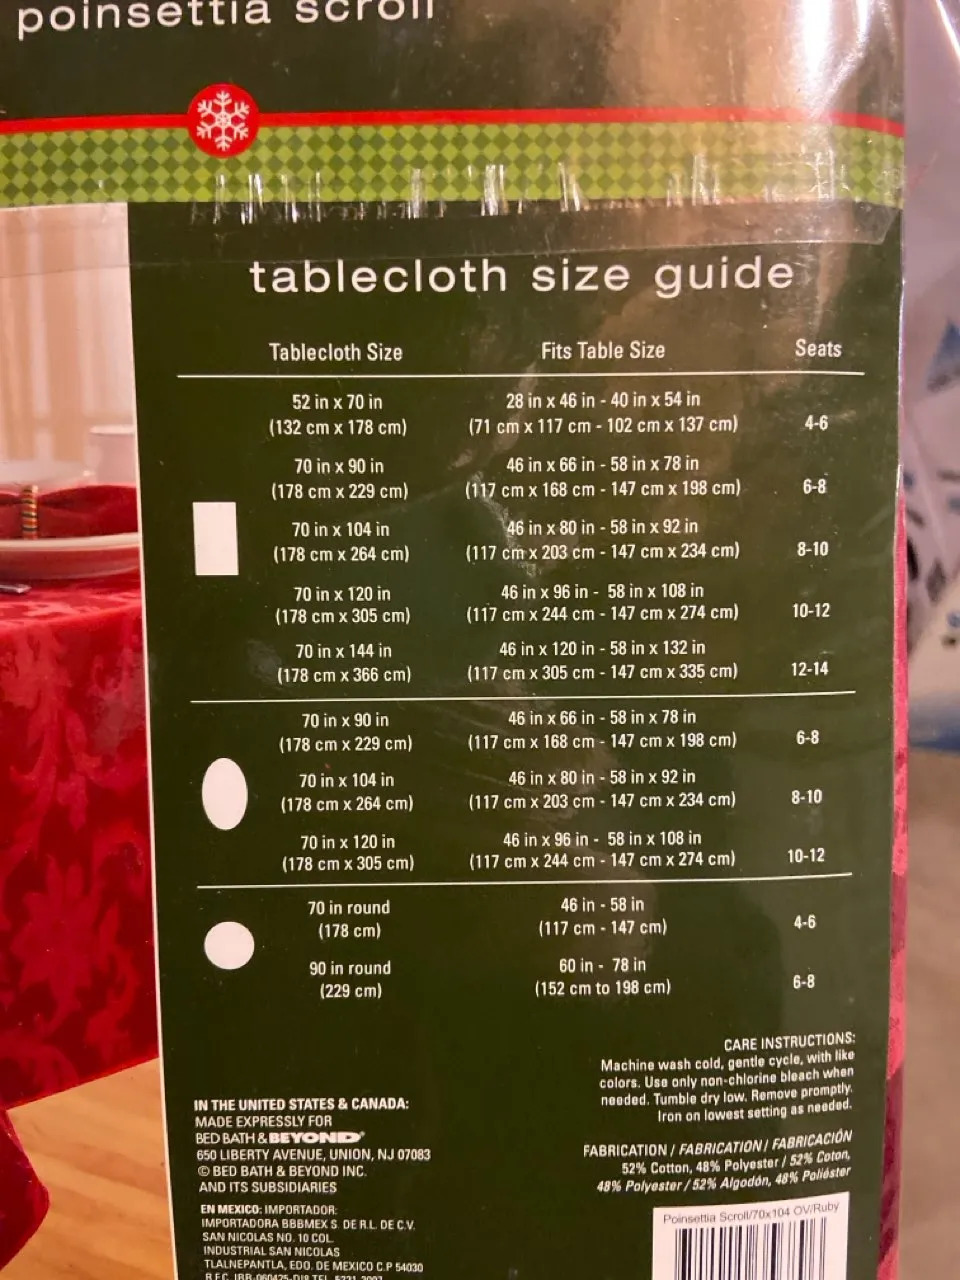 poinsettia scroll
tablecloth size guide
Tablecloth Size Fits Table Size Seats
52 in x 70 in 28 in x 46 in - 40 in x 54 in
(132 cm x 178 cm) (71 cm x 117 cm - 102 cm x 137 cm) 4-6
70 in x 90 in 46 in x 66 in - 58 in x 78 in
(178 cm x 229 cm) (117 cm x 168 cm - 147 cm x 198 cm) 6-8
70 in x 104 in 46 in x 80 in - 58 in x 92 in
(178 cm x 264 cm) (117 cm x 203 cm - 147 cm x 234 cm) 8-10
70 in x 120 in 46 in x 96 in - 58 in x 108 in
(178 cm x 305 cm) (117 cm x 244 cm - 147 cm x 274 cm) 10-12
70 in x 144 in 46 in x 120 in - 58 in x 132 in
(178 cm x 366 cm) (117 cm x 305 cm - 147 cm x 335 cm) 12-14
70 in x 90 in 46 in x 66 in - 58 in x 78 in
(178 cm x 229 cm) (117 cm x 168 cm - 147 cm x 198 cm) 6-8
70 in x 104 in 46 in x 80 in - 58 in x 92 in
(178 cm x 264 cm) (117 cm x 203 cm - 147 cm x 234 cm) 8-10
70 in x 120 in 46 in x 96 in - 58 in x 108 in
(178 cm x 305 cm) (117 cm x 244 cm - 147 cm x 274 cm) 10-12
70 in round 46 in - 58 in
(178 cm) (117 cm - 147 cm) 4-6
90 in round 60 in - 78 in
(229 cm) (152 cm to 198 cm) 6-8
CARE INSTRUCTIONS:
Machine wash cold, gentle cycle, with like
colors. Use only non-chlorine bleach when
needed. Tumble dry low. Remove promptly.
Iron on lowest setting as needed.
IN THE UNITED STATES & CANADA:
MADE EXPRESSLY FOR
BED BATH & BEYOND
650 LIBERTY AVENUE, UNION, NJ 07083
© BED BATH & BEYOND INC.
AND ITS SUBSIDIARIES
FABRICATION / FABRICATION / FABRICACIÓN
52% Cotton, 48% Polyester / 52% Coton,
48% Polyester / 52% Algodón, 48% Poliéster
EN MEXICO: IMPORTADOR:
IMPORTADORA BBBMEX S. DE R.L. DE C.V.
SAN NICOLAS NO. 10 COL.
INDUSTRIAL SAN NICOLAS
TLALNEPANTLA, EDO. DE MEXICO C.P 54030
R.F.C. IBB-060425-DJ8 TEL. 5321-2007
Poinsettia Scroll/70x104 OV/Ruby